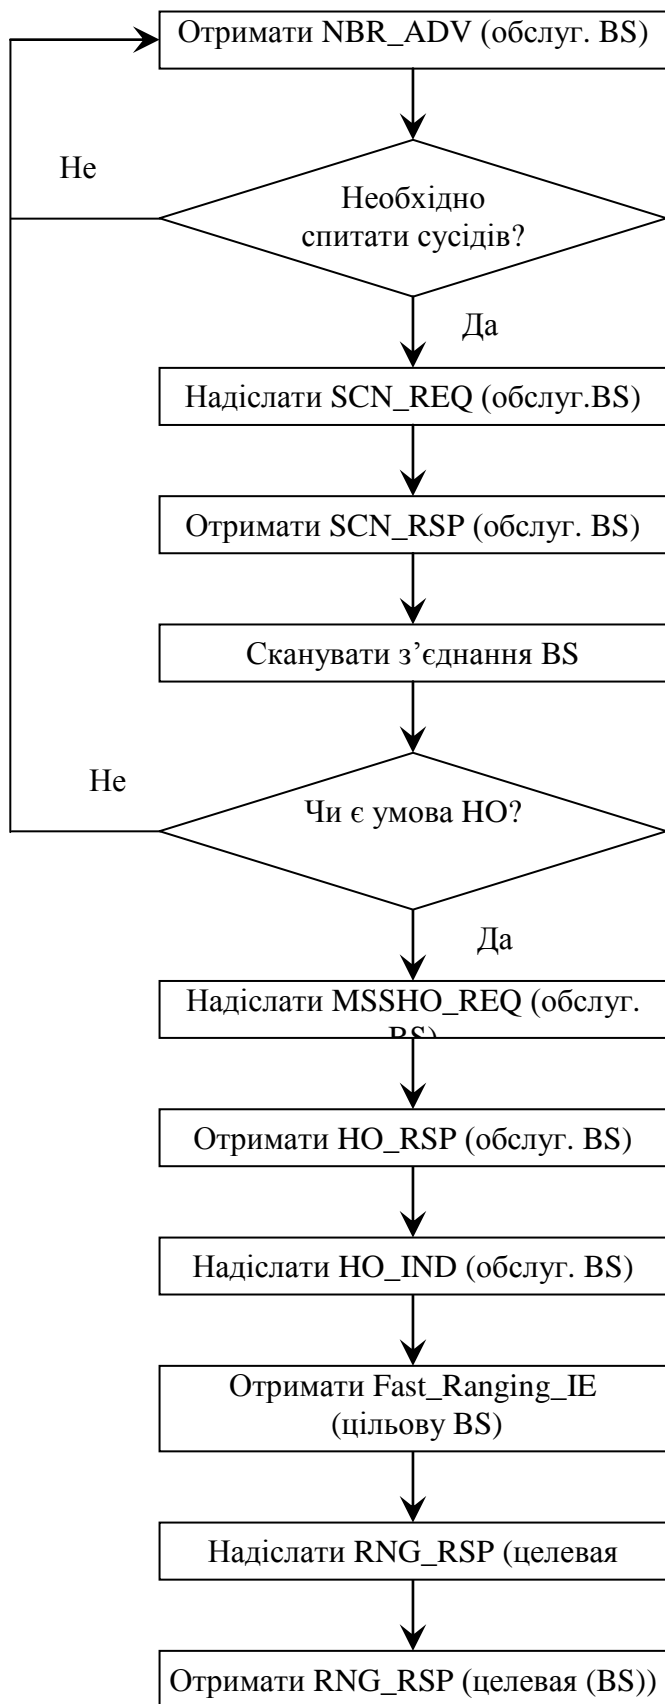 Отримати NBR_ADV (обслуг. BS)
Не
Необхідно
спитати сусідів?
Да
Надіслати SCN_REQ (обслуг.BS)
Отримати SCN_RSP (обслуг. BS)
Сканувати з’єднання BS
Не
Чи є умова HO?
Да
Надіслати MSSHO_REQ (обслуг.
BS)
Отримати HO_RSP (обслуг. BS)
Надіслати HO_IND (обслуг. BS)
Отримати Fast_Ranging_IE
(цільову BS)
Надіслати RNG_RSP (целевая
Отримати RNG_RSP (целевая (BS))